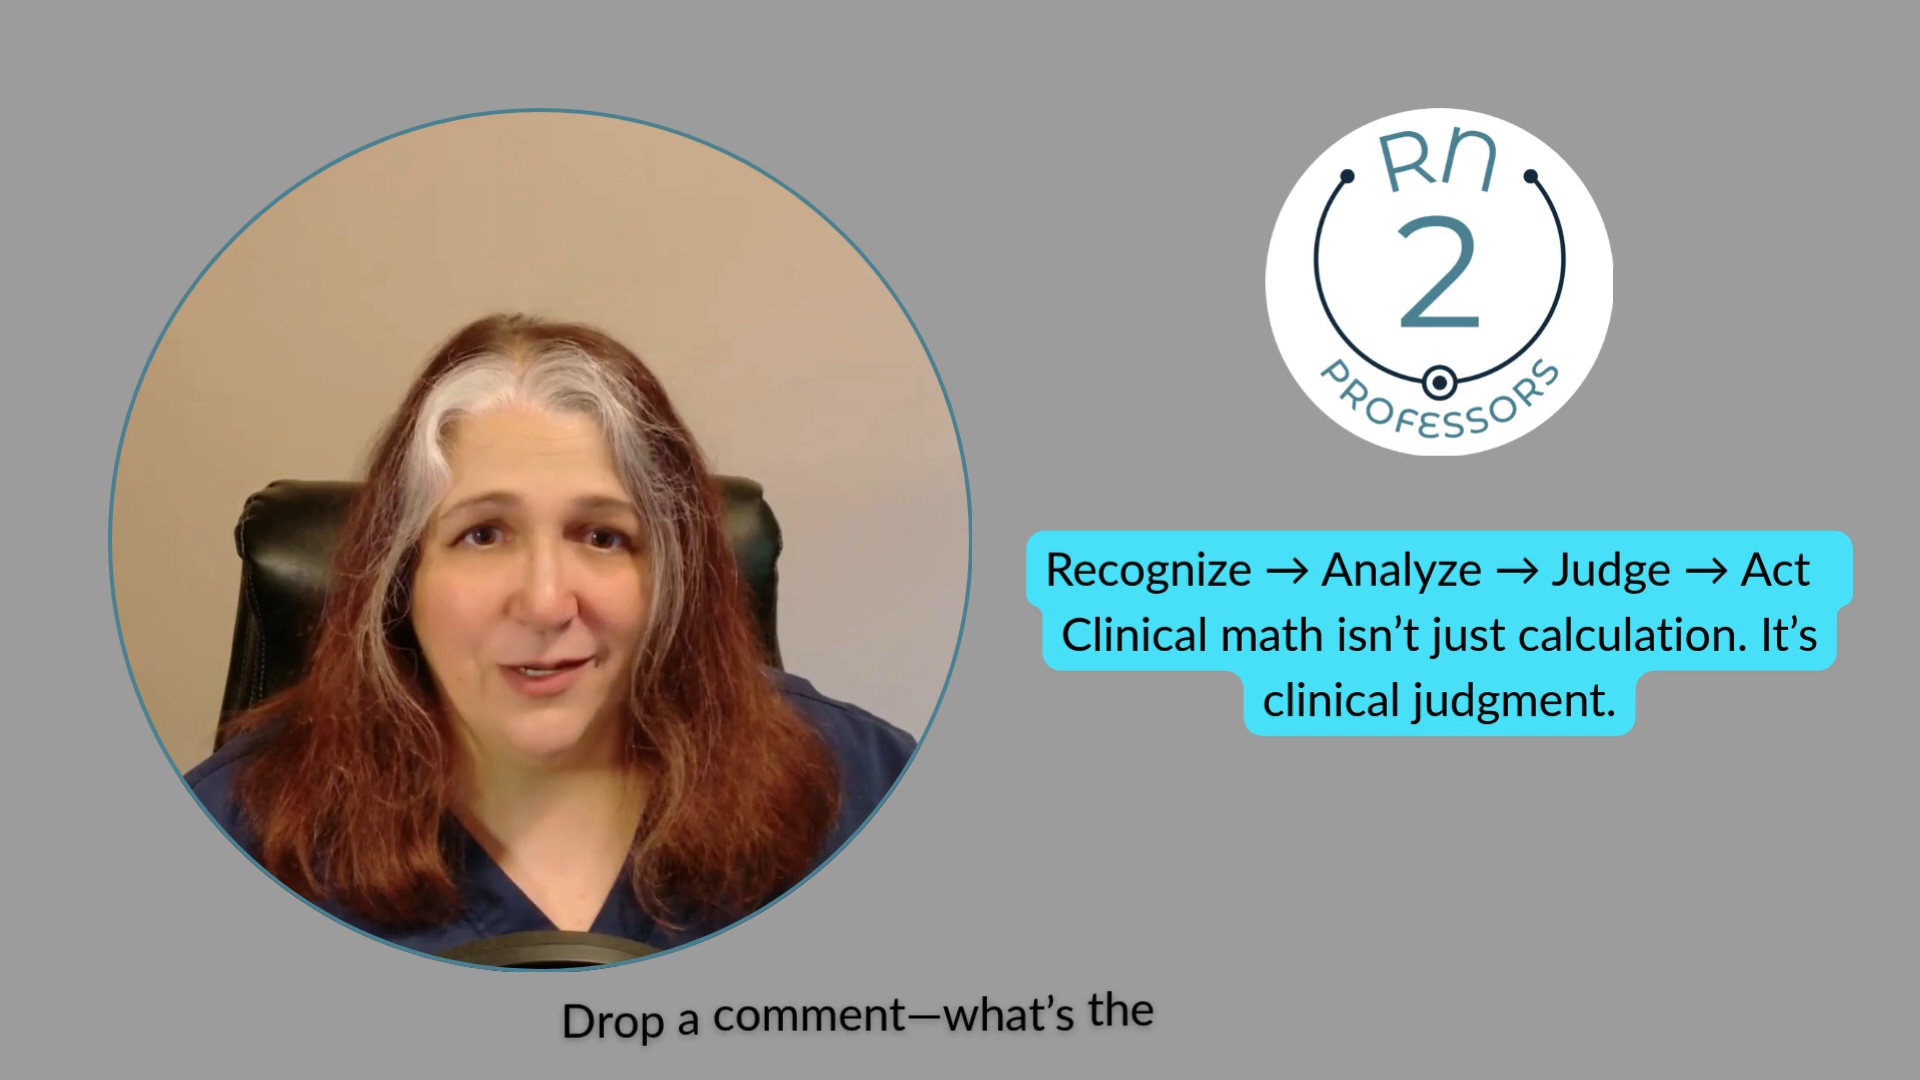 Rn
2
PROFESSORS
Recognize → Analyze → Judge → Act
Clinical math isn’t just calculation. It’s
clinical judgment.
Drop a comment—what’s the